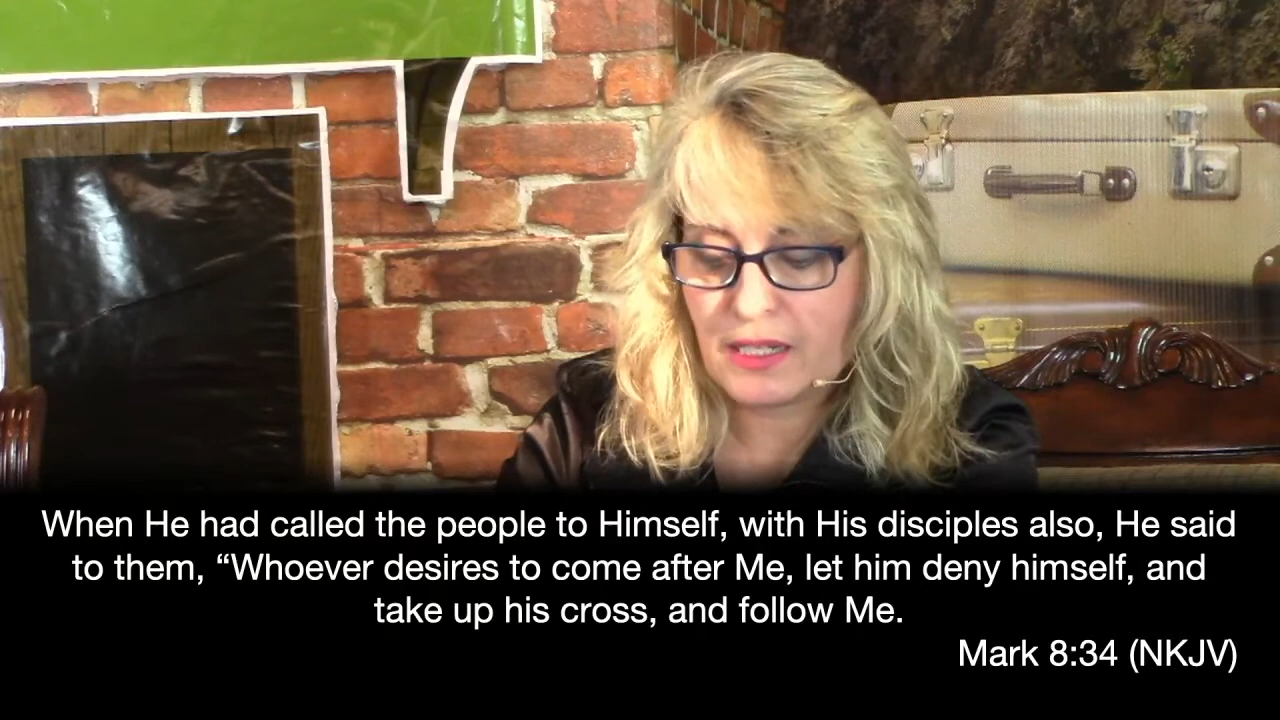 When He had called the people to Himself, with His disciples also, He said
to them, “Whoever desires to come after Me, let him deny himself, and
take up his cross, and follow Me.
Mark 8:34 (NKJV)